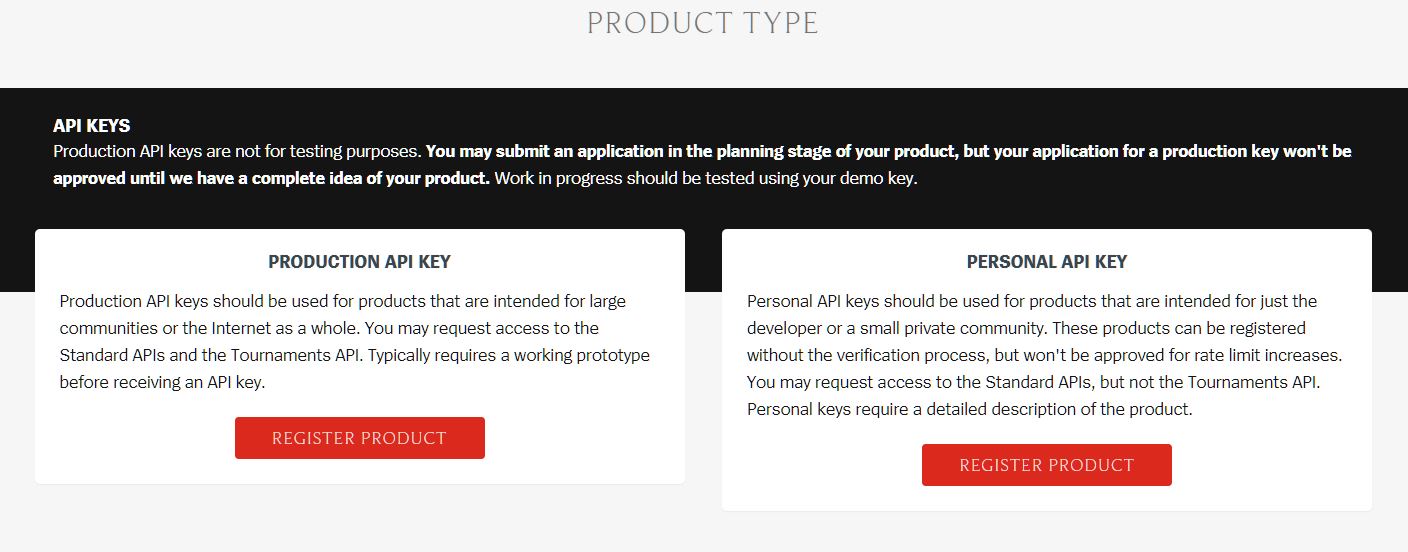 PRODUCT TYPE
API KEYS
Production API keys are not for testing purposes. You may submit an application in the planning stage of your product, but your application for a production key won't be
approved until we have a complete idea of your product. Work in progress should be tested using your demo key.
PRODUCTION API KEY
Production API keys should be used for products that are intended for large
communities or the Internet as a whole. You may request access to the
Standard APIs and the Tournaments API. Typically requires a working prototype
before receiving an API key.
REGISTER PRODUCT
PERSONAL API KEY
Personal API keys should be used for products that are intended for just the
developer or a small private community. These products can be registered
without the verification process, but won't be approved for rate limit increases.
You may request access to the Standard APIs, but not the Tournaments API.
Personal keys require a detailed description of the product.
REGISTER PRODUCT